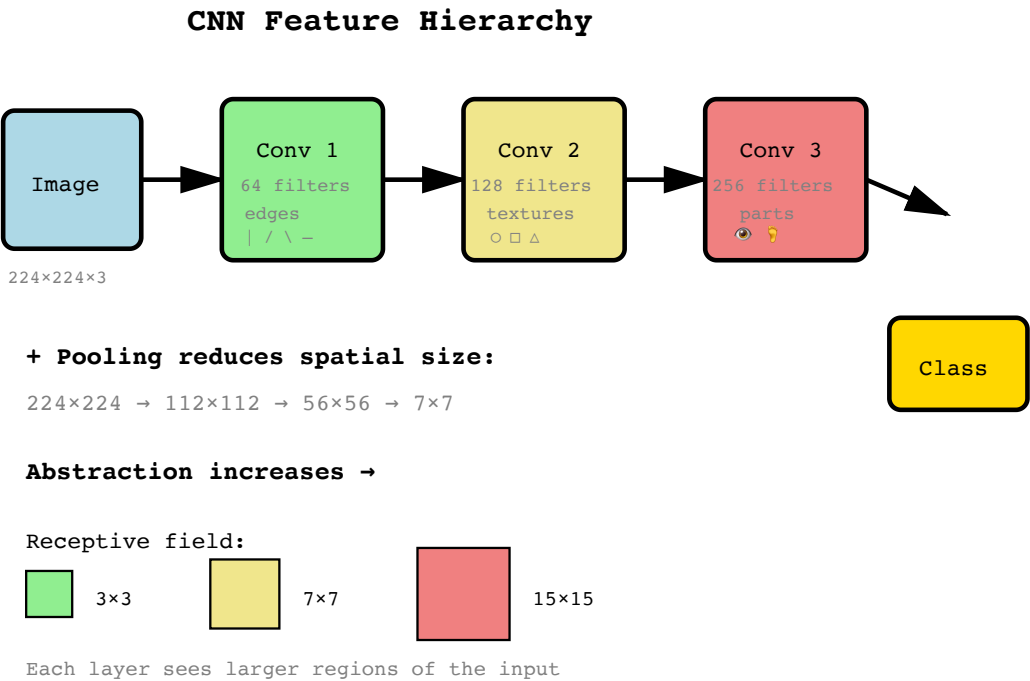 CNN Feature Hierarchy
Image
224×224×3
Conv 1
64 filters
edges
| / \ —
Conv 2
128 filters
textures
○ □ △
Conv 3
256 filters
parts
👁 🦶
Class
+ Pooling reduces spatial size:
224×224 → 112×112 → 56×56 → 7×7
Abstraction increases →
Receptive field:
3×3
7×7
15×15
Each layer sees larger regions of the input